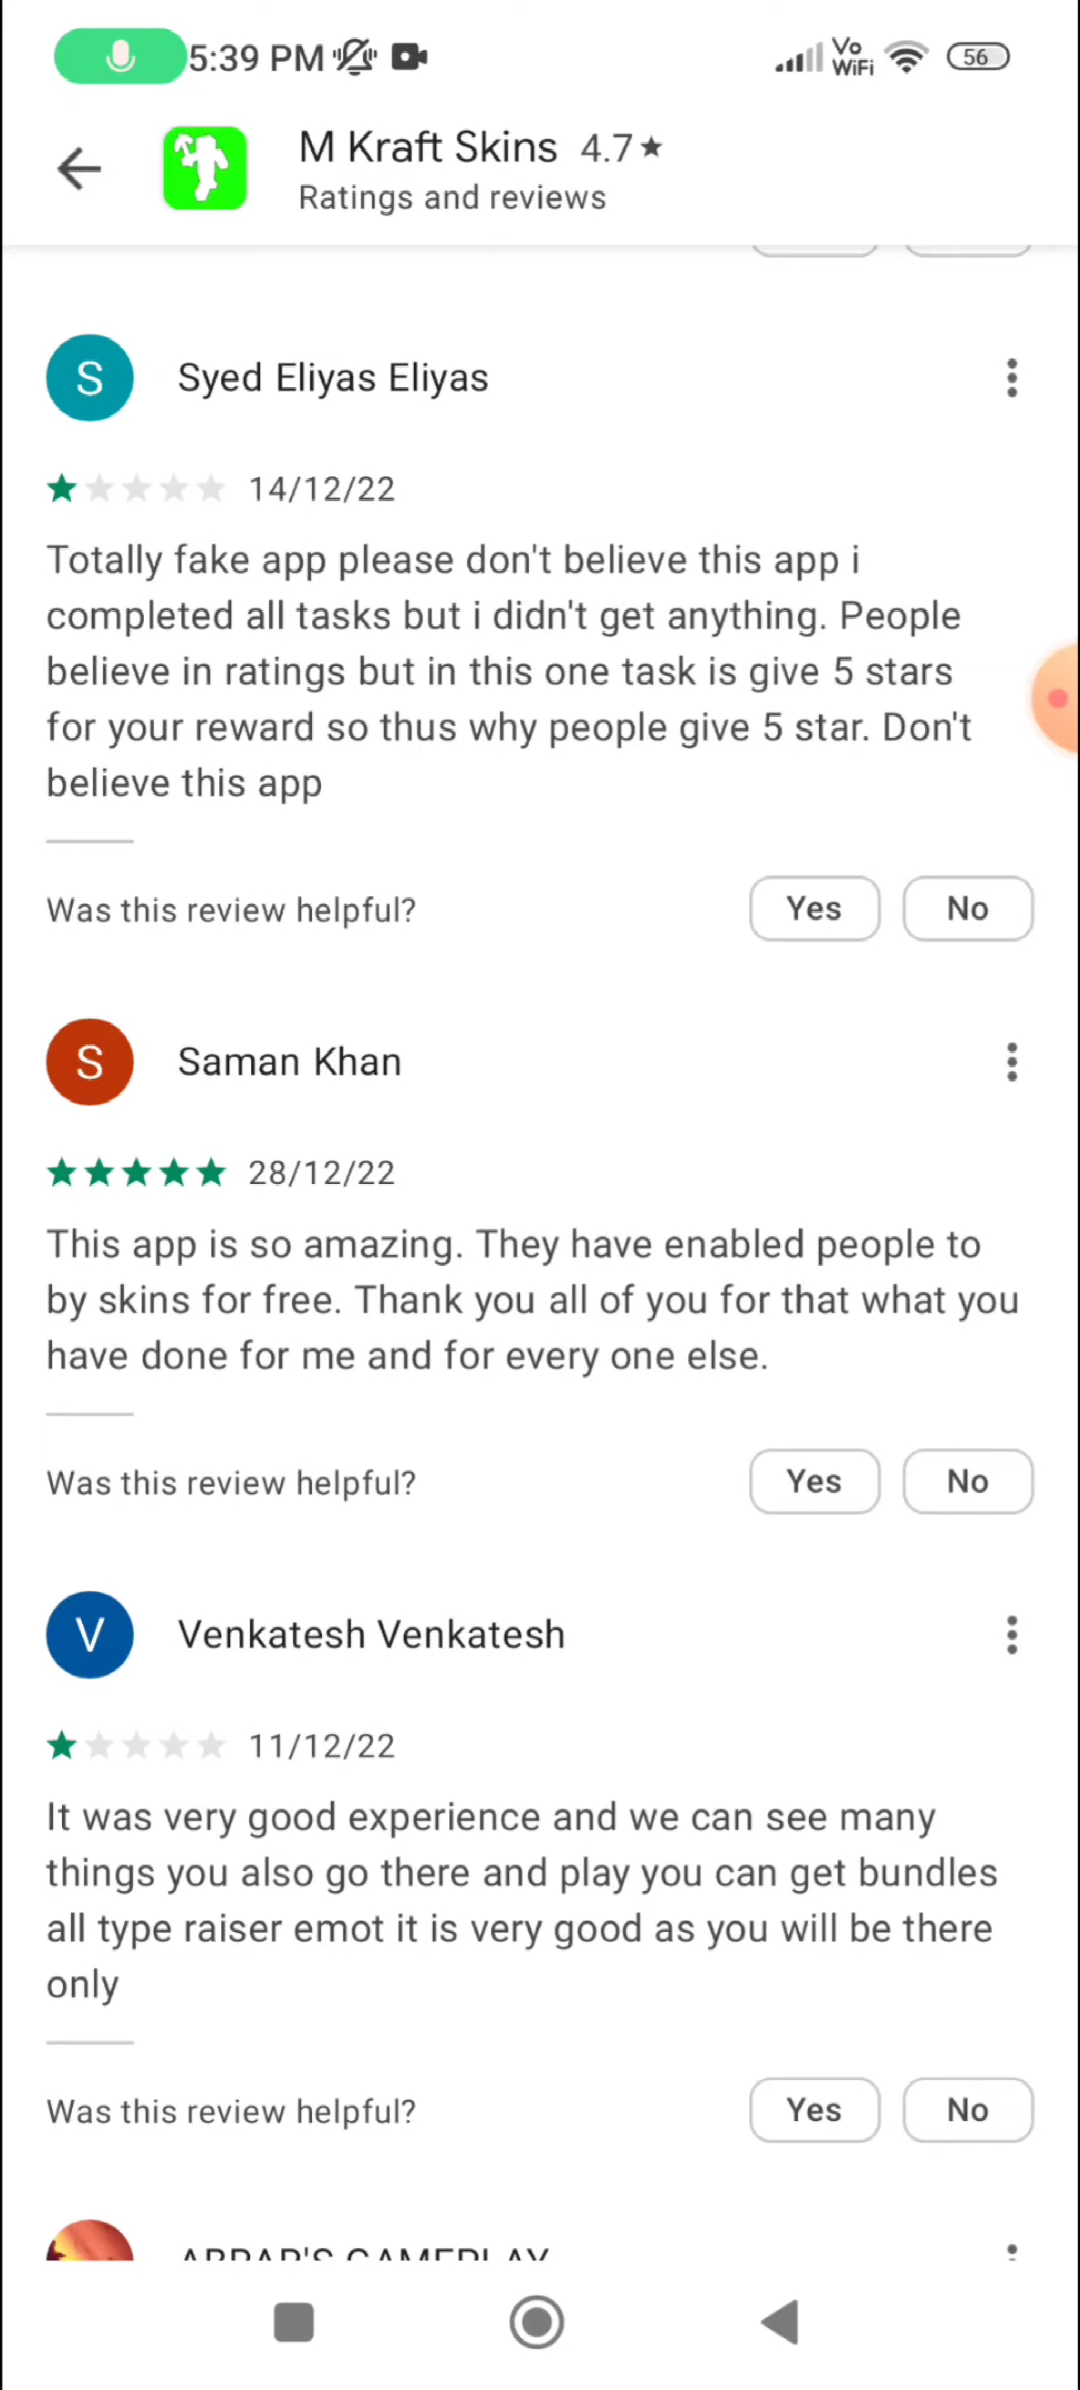 5:39 PM
Vo
WiFi
56
M Kraft Skins 4.7★
Ratings and reviews
S
Syed Eliyas Eliyas
14/12/22
Totally fake app please don't believe this app i
completed all tasks but i didn't get anything. People
believe in ratings but in this one task is give 5 stars
for your reward so thus why people give 5 star. Don't
believe this app
Was this review helpful? Yes No
S
Saman Khan
28/12/22
This app is so amazing. They have enabled people to
by skins for free. Thank you all of you for that what you
have done for me and for every one else.
Was this review helpful? Yes No
V
Venkatesh Venkatesh
11/12/22
It was very good experience and we can see many
things you also go there and play you can get bundles
all type raiser emot it is very good as you will be there
only
Was this review helpful? Yes No
GAMEPLAY